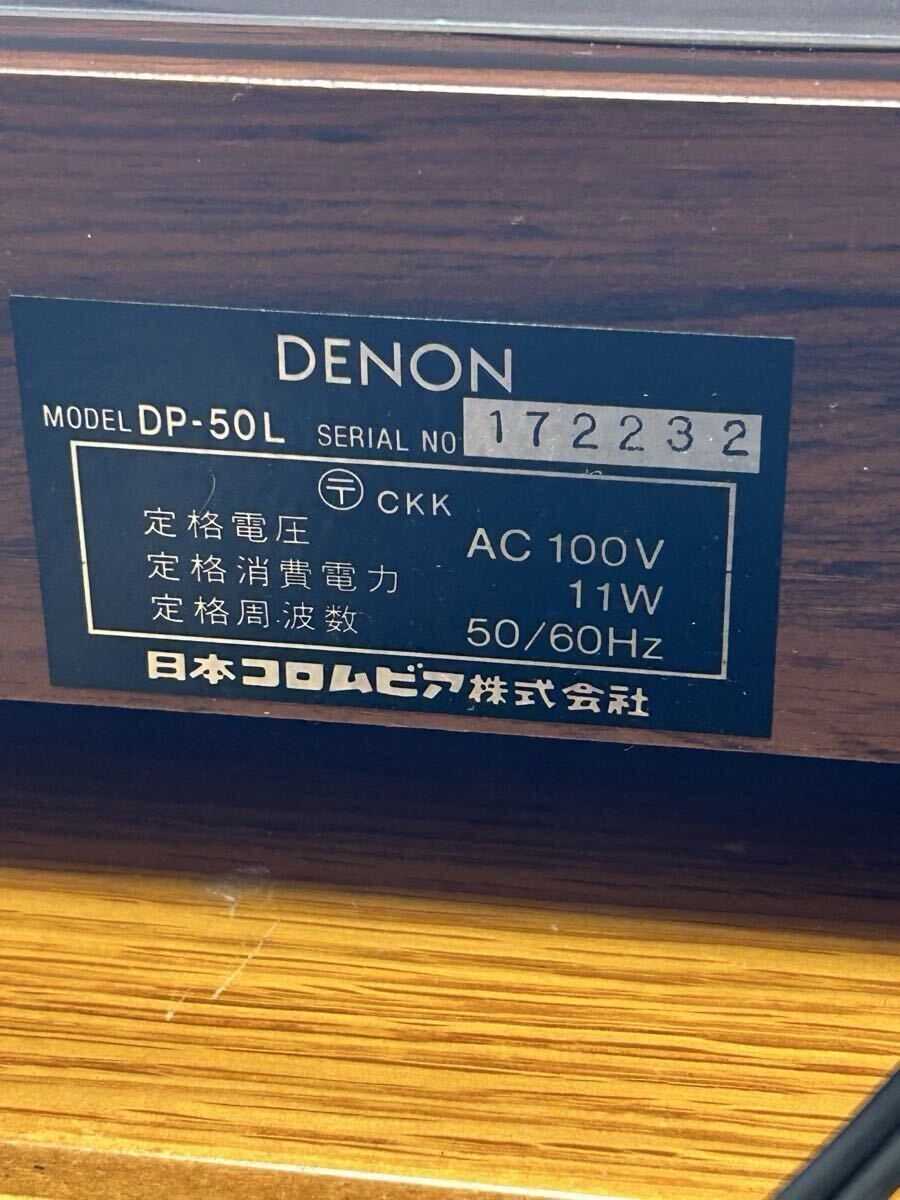 DENON
MODEL DP-50L SERIAL NO 172232
〶 CKK
定格電圧 AC 100V
定格消費電力 11W
定格周波数 50/60Hz
日本コロムビア株式会社